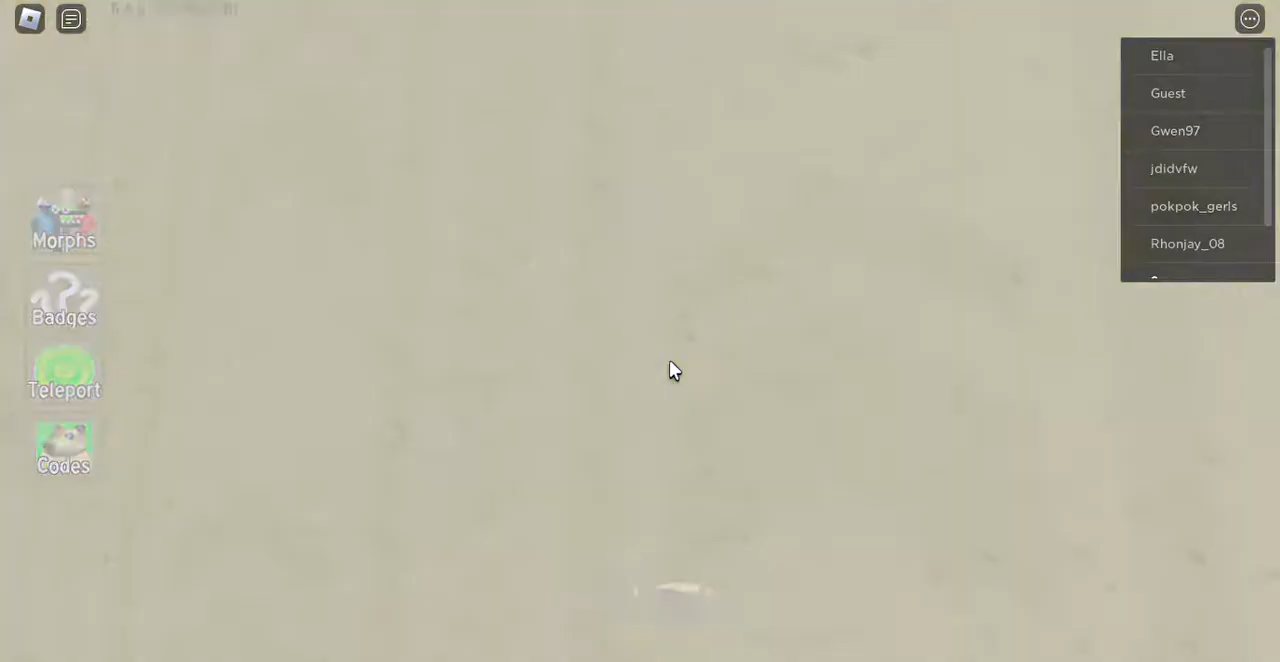 Ella
Guest
Gwen97
jdidvfw
pokpok_gerls
Rhonjay_08
Morphs
Badges
Teleport
Codes